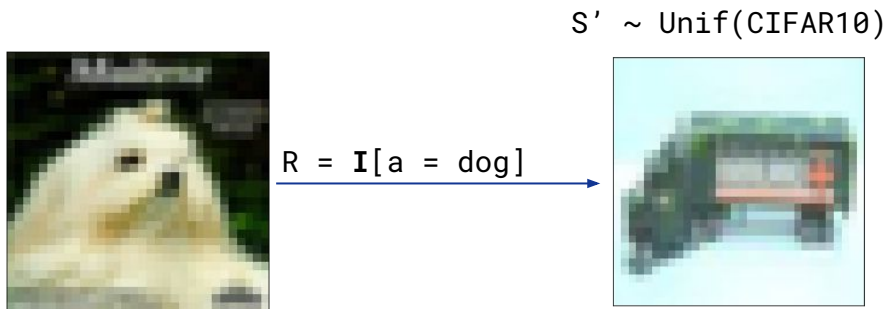 S’ ~ Unif(CIFAR10)
R = I[a = dog]